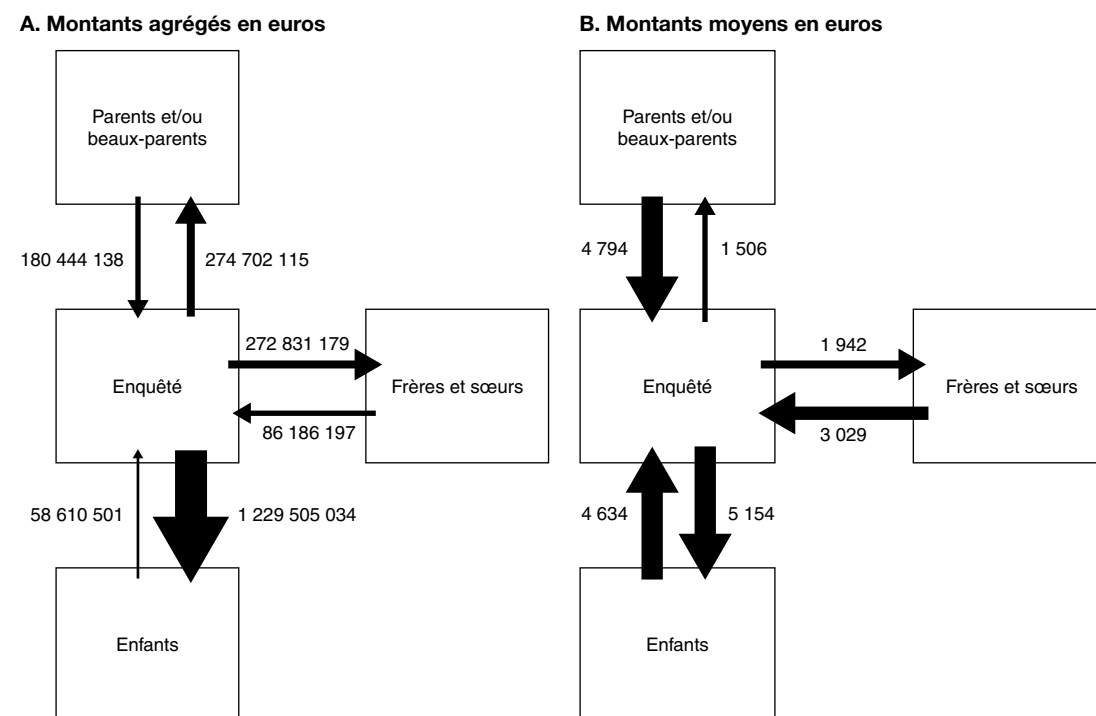 A. Montants agrégés en euros
Parents et/ou
beaux-parents
180 444 138
274 702 115
272 831 179
Enquêté
Frères et sœurs
86 186 197
58 610 501
1 229 505 034
Enfants
B. Montants moyens en euros
Parents et/ou
beaux-parents
4 794
1 506
1 942
Enquêté
Frères et sœurs
3 029
4 634
5 154
Enfants